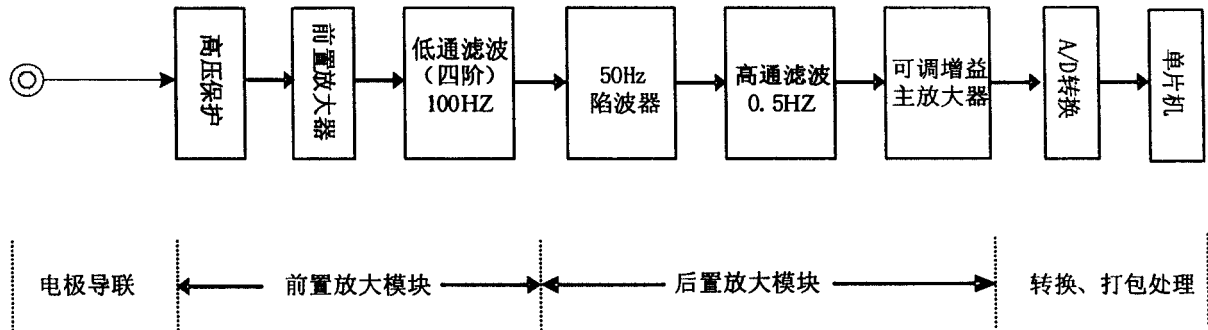 高压保护
前置放大器
低通滤波
（四阶）
100HZ
50Hz
陷波器
高通滤波
0.5HZ
可调增益
主放大器
A/D转换
单片机
电极导联
前置放大模块
后置放大模块
转换、打包处理